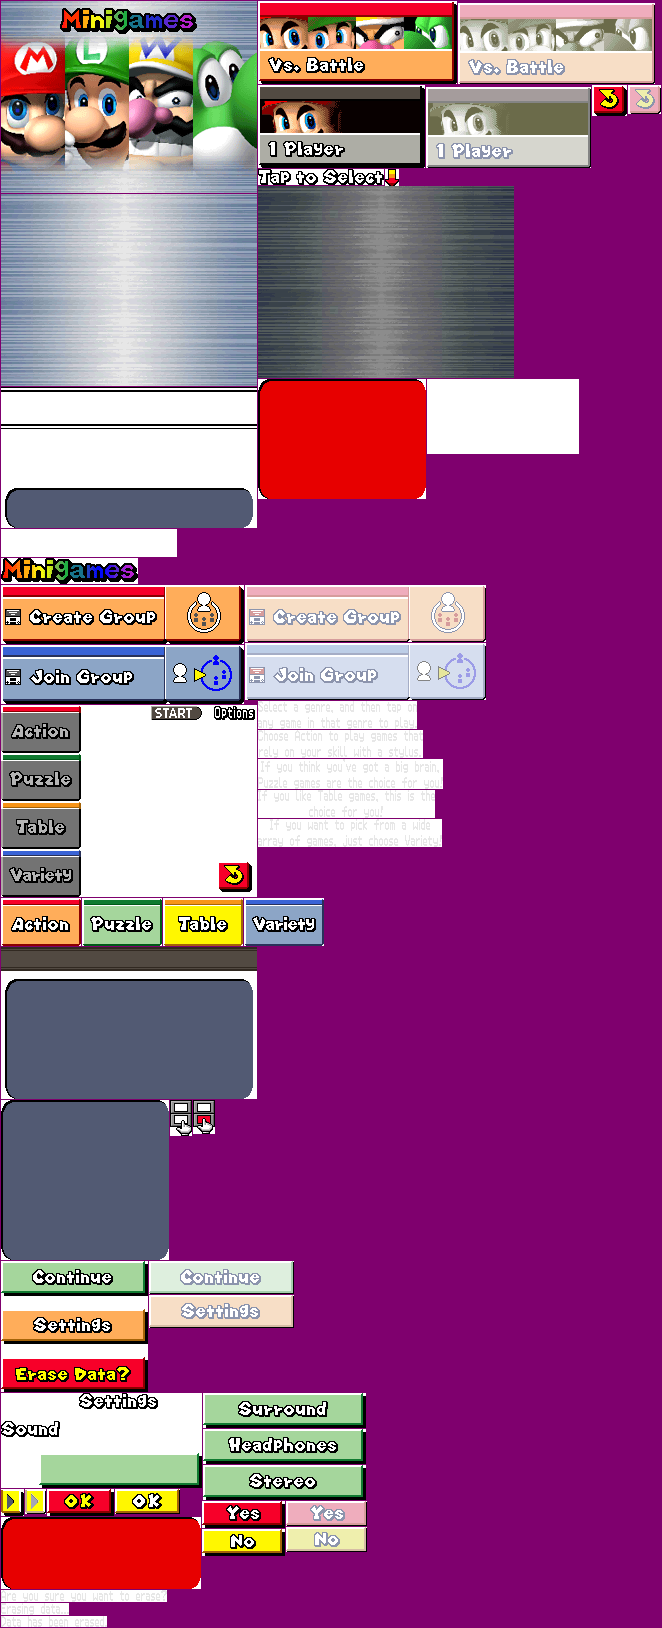 Minigames
Vs. Battle
Vs. Battle
1 Player
1 Player
Tap to Select
Minigames
Create Group
Create Group
Join Group
Join Group
START Options
Action
Puzzle
Table
Variety
Select a genre, and then tap on
any game in that genre to play.
Choose Action to play games that
rely on your skill with a stylus.
If you think you've got a big brain,
Puzzle games are the choice for you!
If you like Table games, this is the
choice for you!
If you want to pick from a wide
array of games, just choose Variety!
Action
Puzzle
Table
Variety
Continue
Continue
Settings
Settings
Erase Data?
Settings
Sound
Surround
Headphones
Stereo
OK
OK
Yes
Yes
No
No
Are you sure you want to erase?
Erasing data...
Data has been erased.